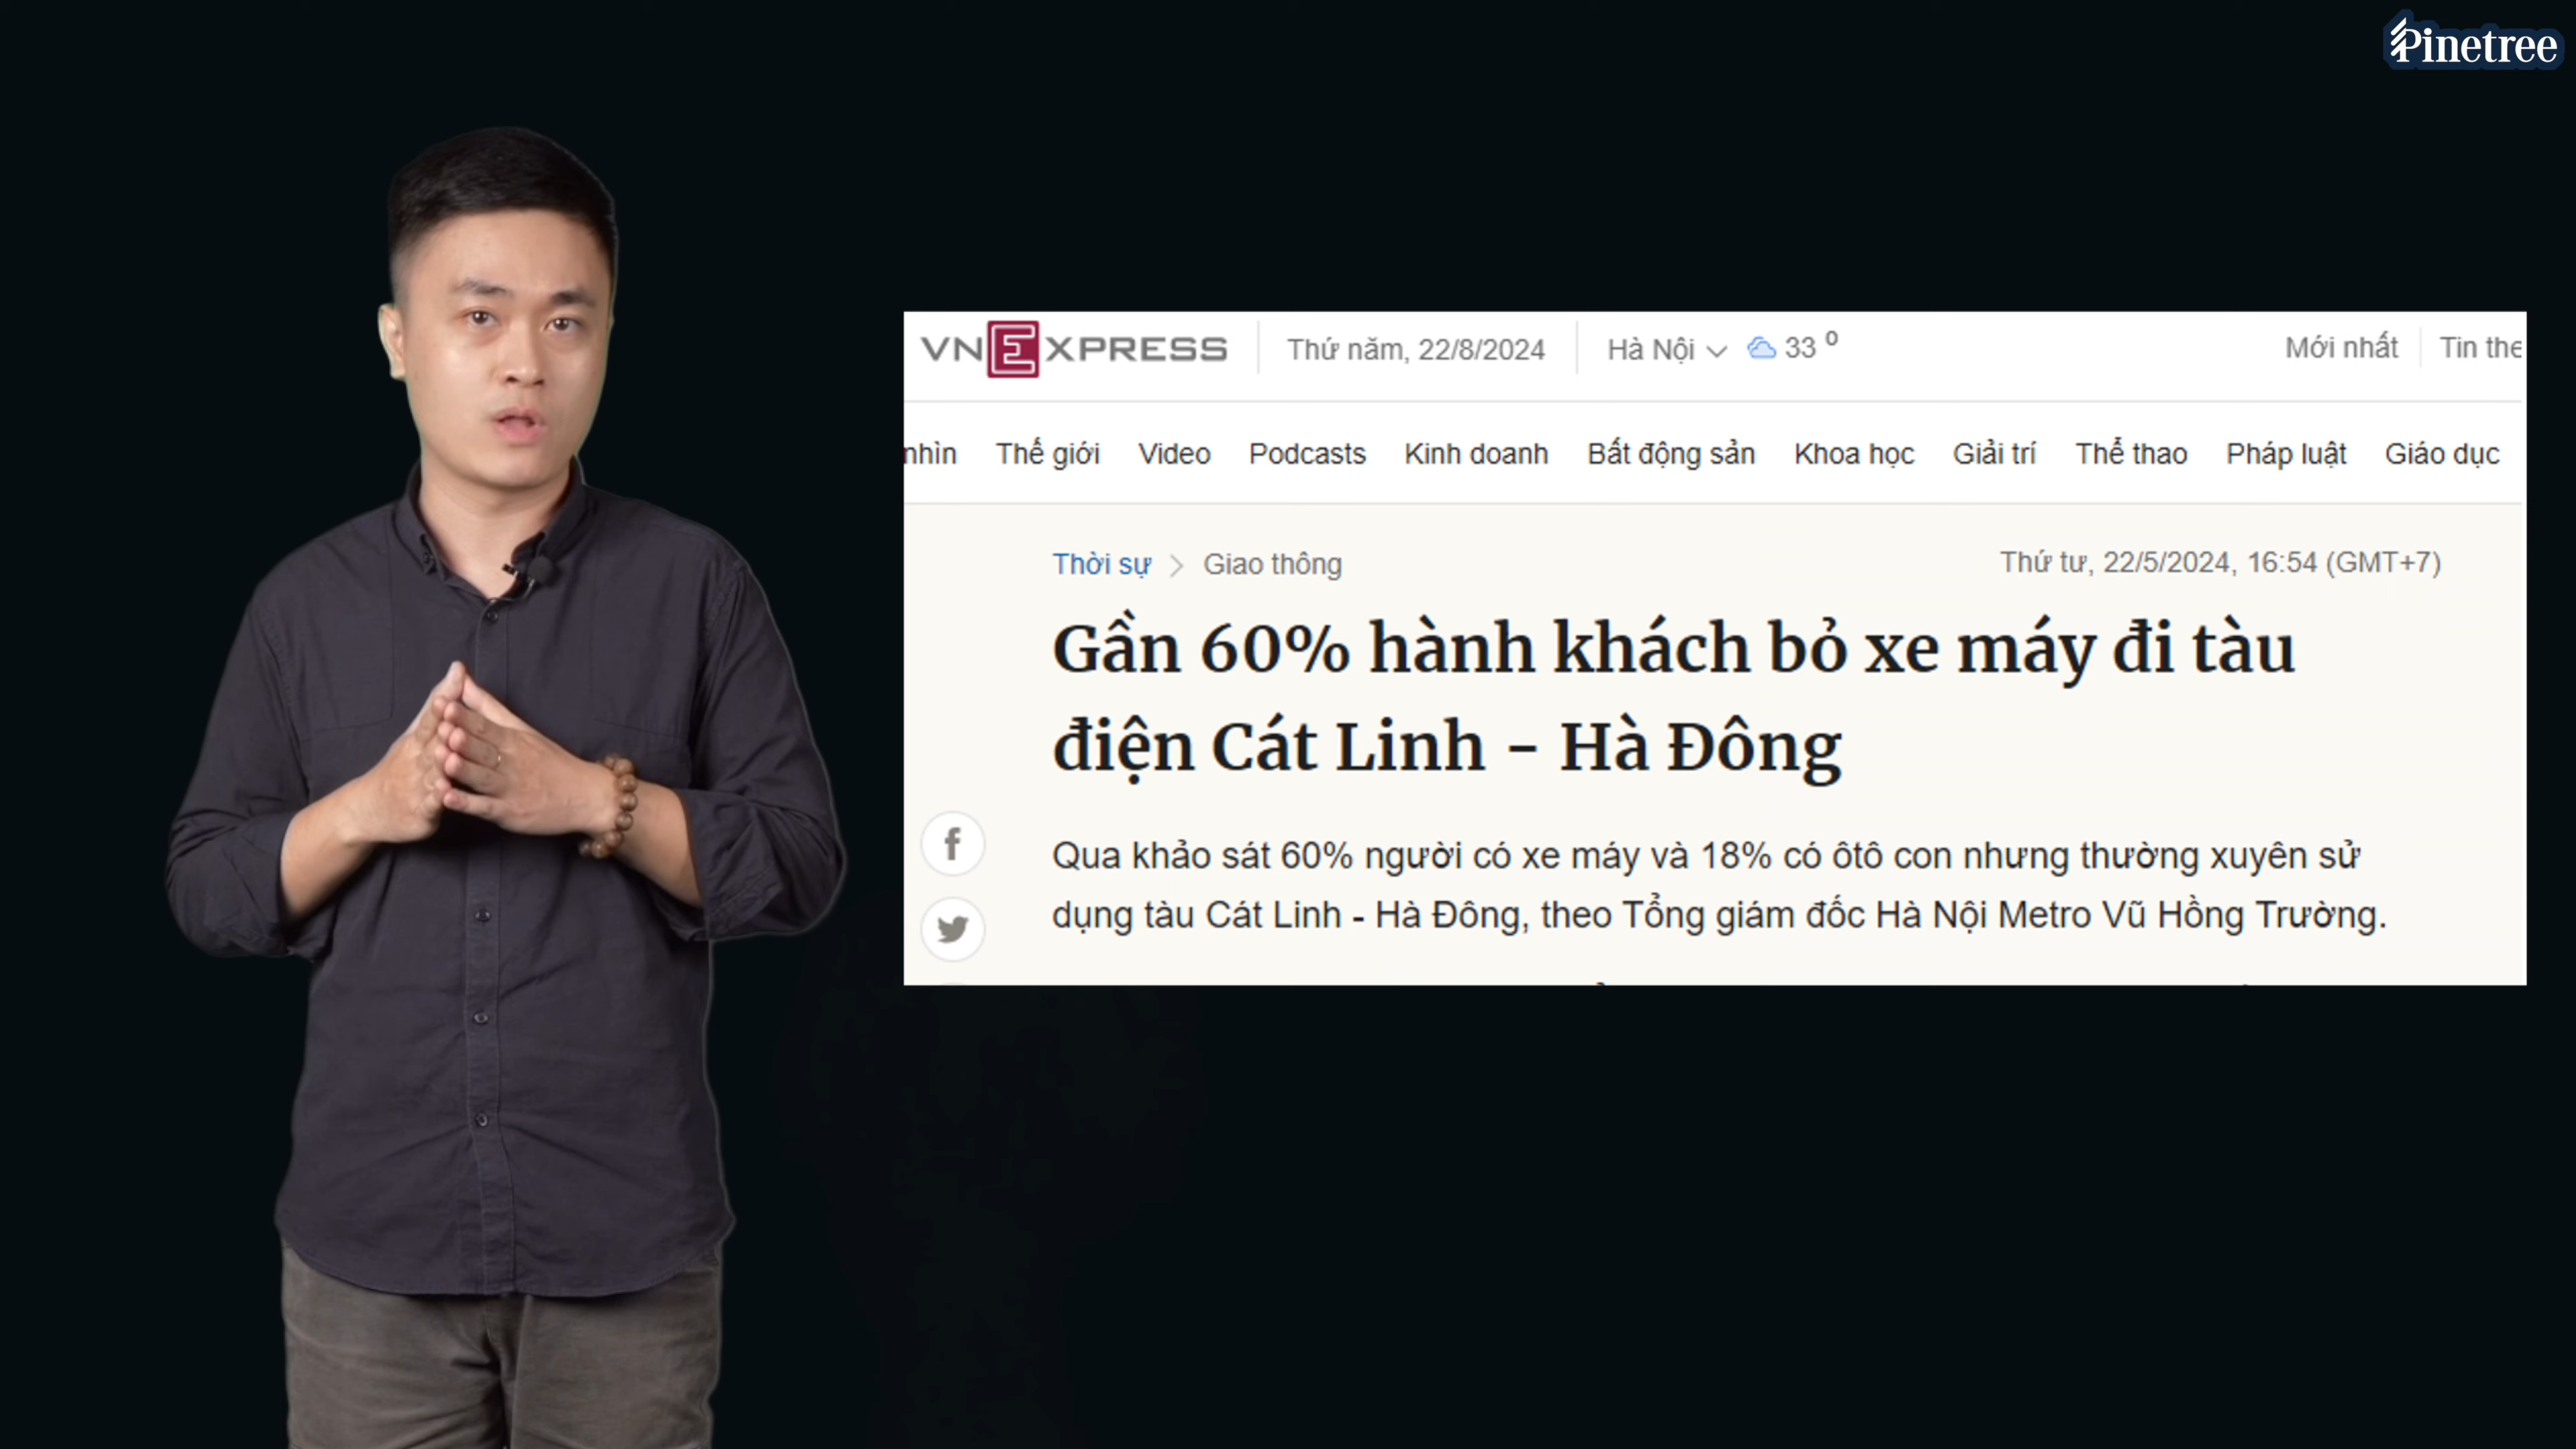 Pinetree
VNEXPRESS Thứ năm, 22/8/2024 Hà Nội 33⁰ Mới nhất Tin the
nhìn Thế giới Video Podcasts Kinh doanh Bất động sản Khoa học Giải trí Thể thao Pháp luật Giáo dục
Thời sự > Giao thông Thứ tư, 22/5/2024, 16:54 (GMT+7)
Gần 60% hành khách bỏ xe máy đi tàu
điện Cát Linh - Hà Đông
Qua khảo sát 60% người có xe máy và 18% có ôtô con nhưng thường xuyên sử
dụng tàu Cát Linh - Hà Đông, theo Tổng giám đốc Hà Nội Metro Vũ Hồng Trường.